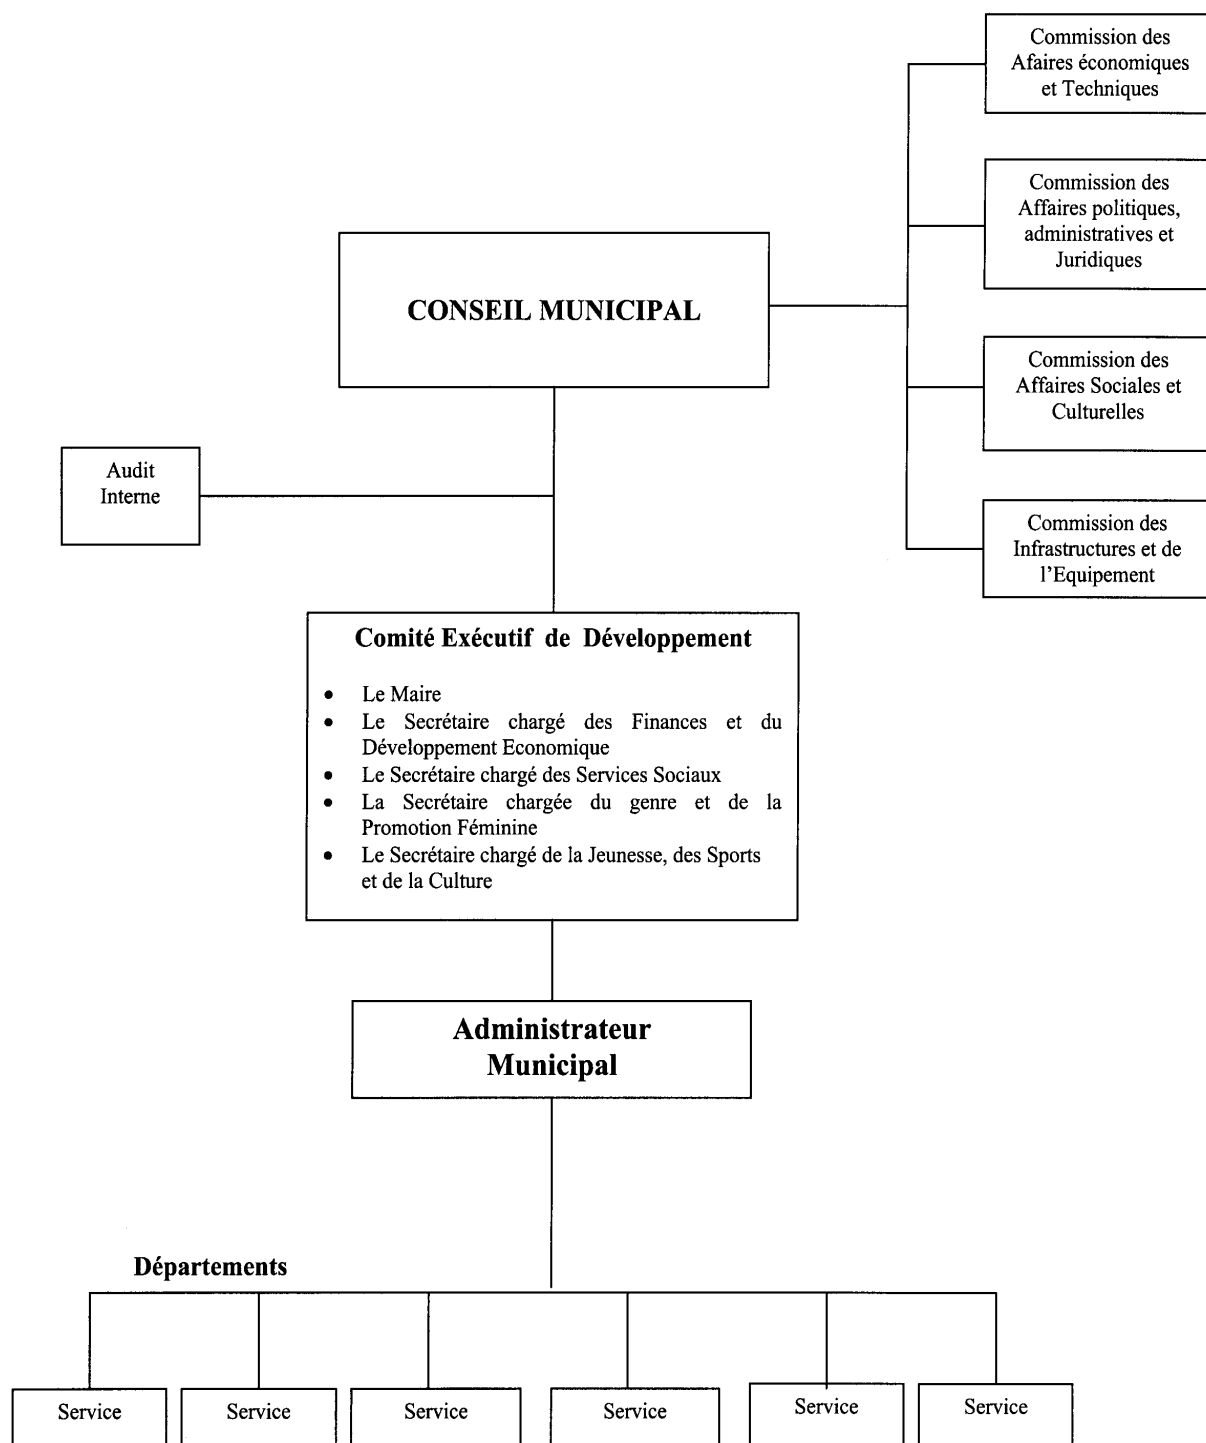 Commission des
Afaires économiques
et Techniques
Commission des
Affaires politiques,
administratives et
Juridiques
CONSEIL MUNICIPAL
Commission des
Affaires Sociales et
Culturelles
Audit
Interne
Commission des
Infrastructures et de
l'Equipement
Comité Exécutif de Développement
• Le Maire
• Le Secrétaire chargé des Finances et du
Développement Economique
• Le Secrétaire chargé des Services Sociaux
• La Secrétaire chargée du genre et de la
Promotion Féminine
• Le Secrétaire chargé de la Jeunesse, des Sports
et de la Culture
Administrateur
Municipal
Départements
Service
Service
Service
Service
Service
Service